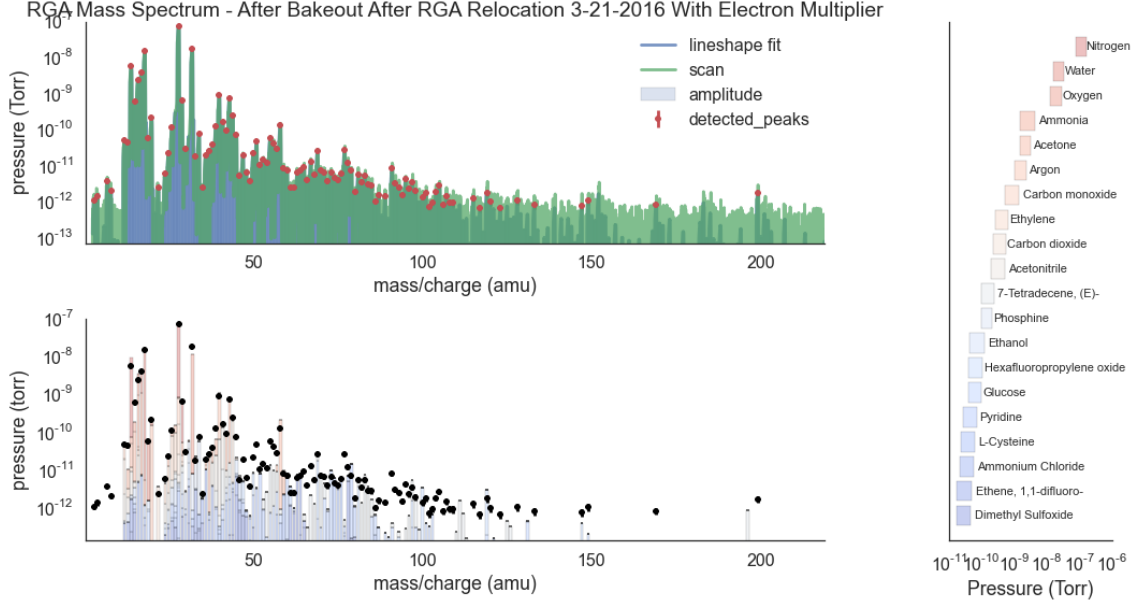 RGA Mass Spectrum - After Bakeout After RGA Relocation 3-21-2016 With Electron Multiplier
10⁻⁷
10⁻⁸
10⁻⁹
10⁻¹⁰
10⁻¹¹
10⁻¹²
10⁻¹³
pressure (Torr)
lineshape fit
scan
amplitude
detected_peaks
50 100 150 200
mass/charge (amu)
10⁻⁷
10⁻⁸
10⁻⁹
10⁻¹⁰
10⁻¹¹
10⁻¹²
pressure (torr)
50 100 150 200
mass/charge (amu)
Nitrogen
Water
Oxygen
Ammonia
Acetone
Argon
Carbon monoxide
Ethylene
Carbon dioxide
Acetonitrile
7-Tetradecene, (E)-
Phosphine
Ethanol
Hexafluoropropylene oxide
Glucose
Pyridine
L-Cysteine
Ammonium Chloride
Ethene, 1,1-difluoro-
Dimethyl Sulfoxide
10⁻¹¹ 10⁻¹⁰ 10⁻⁹ 10⁻⁸ 10⁻⁷ 10⁻⁶
Pressure (Torr)